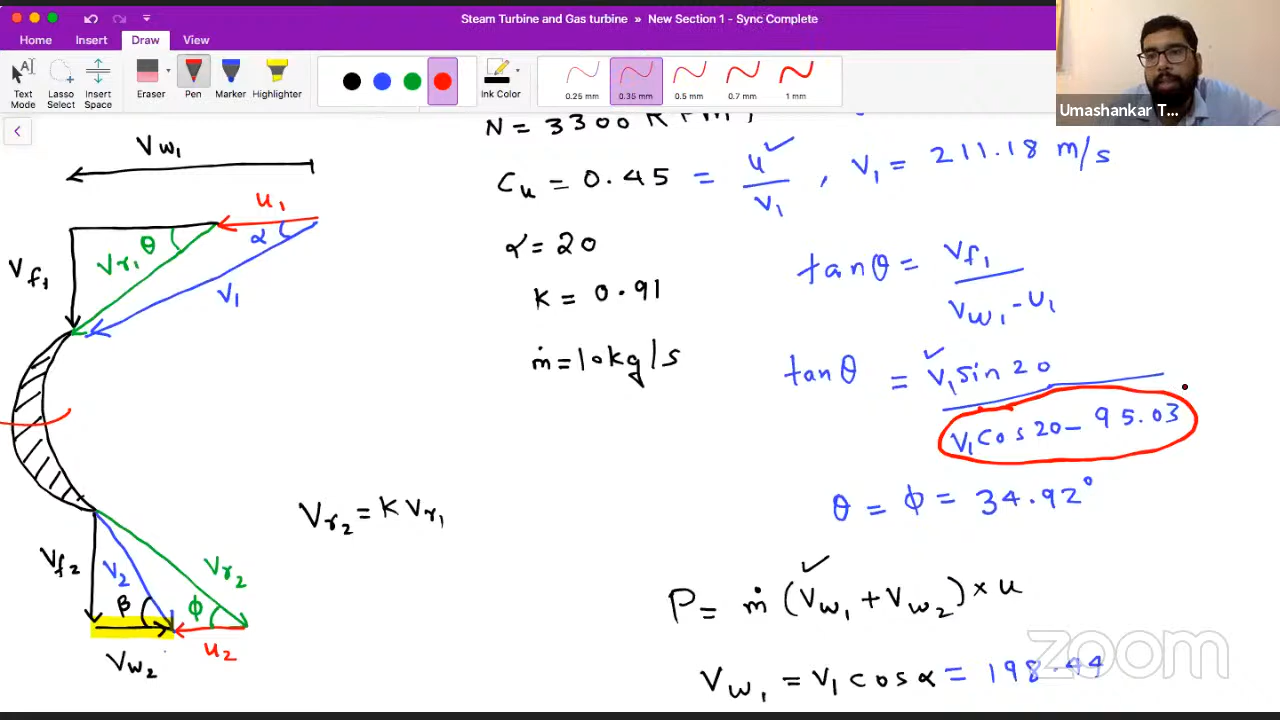 Steam Turbine and Gas turbine » New Section 1 - Sync Complete
Home Insert Draw View
Text Mode
Lasso Select
Insert Space
Eraser
Pen
Marker
Highlighter
Ink Color
0.25 mm
0.35 mm
0.5 mm
0.7 mm
1 mm
Umashankar T...
Vw1
u1
θ
α
Vr1
Vf1
V1
Vf2
V2
Vr2
β
ϕ
u2
Vw2
Vr2 = K Vr1
N = 3300 RPM,
Cu = 0.45 = u / V1 , V1 = 211.18 m/s
α = 20
K = 0.91
ṁ = 10kg/s
tanθ = Vf1 / Vw1 - U1
tanθ = V1 Sin 20 / V1 Cos 20 - 95.03
θ = ϕ = 34.92°
P = ṁ (Vw1 + Vw2) × u
Vw1 = V1 cos α = 198.44
zoom